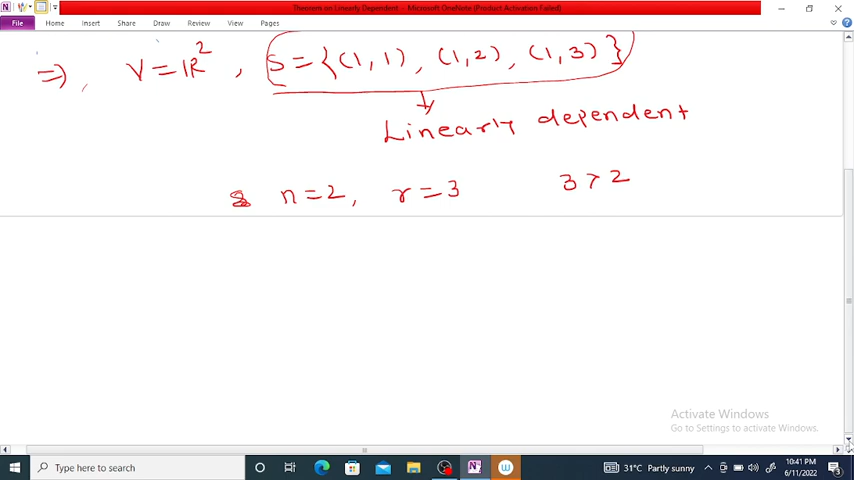 Theorem on Linearly Dependent. - Microsoft OneNote (Product Activation Failed)
File Home Insert Share Draw Review View Pages
=> , V = IR² , S = {(1,1) , (1,2) , (1,3)}
Linearly dependent
n=2, r=3 3>2
Activate Windows
Go to Settings to activate Windows.
Type here to search
31°C Partly sunny
10:41 PM
6/11/2022
3